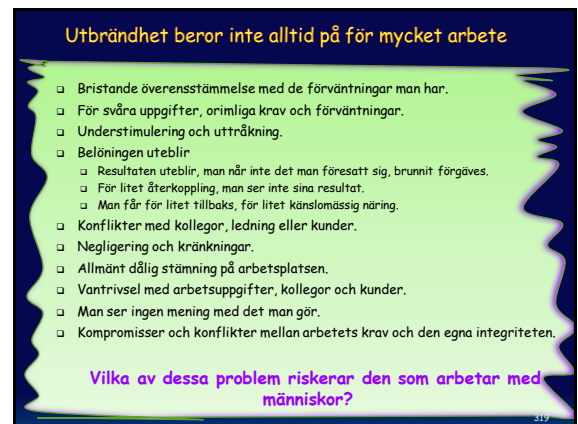 Utbrändhet beror inte alltid på för mycket arbete
❑ Bristande överensstämmelse med de förväntningar man har.
❑ För svåra uppgifter, orimliga krav och förväntningar.
❑ Understimulering och uttråkning.
❑ Belöningen uteblir
❑ Resultaten uteblir, man når inte det man föresatt sig, brunnit förgäves.
❑ För litet återkoppling, man ser inte sina resultat.
❑ Man får för litet tillbaks, för litet känslomässig näring.
❑ Konflikter med kollegor, ledning eller kunder.
❑ Negligering och kränkningar.
❑ Allmänt dålig stämning på arbetsplatsen.
❑ Vantrivsel med arbetsuppgifter, kollegor och kunder.
❑ Man ser ingen mening med det man gör.
❑ Kompromisser och konflikter mellan arbetets krav och den egna integriteten.
Vilka av dessa problem riskerar den som arbetar med
människor?
319